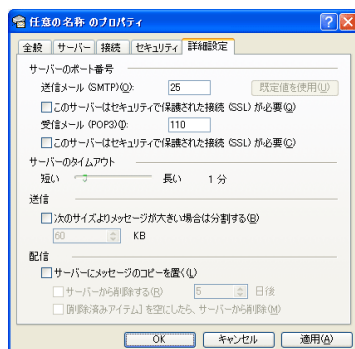 任意の名称 のプロパティ
全般 サーバー 接続 セキュリティ 詳細設定
サーバーのポート番号
送信メール (SMTP)(O): 25 既定値を使用(U)
このサーバーはセキュリティで保護された接続 (SSL) が必要(Q)
受信メール (POP3)(I): 110
このサーバーはセキュリティで保護された接続 (SSL) が必要(C)
サーバーのタイムアウト
短い 長い 1 分
送信
次のサイズよりメッセージが大きい場合は分割する(B)
60 KB
配信
サーバーにメッセージのコピーを置く(L)
サーバーから削除する(R) 5 日後
[削除済みアイテム] を空にしたら、サーバーから削除(M)
OK キャンセル 適用(A)